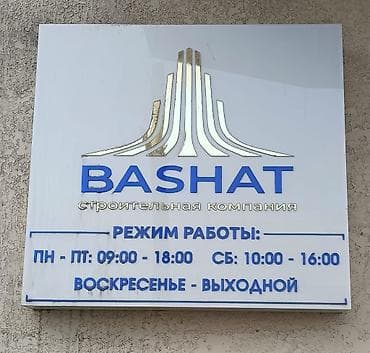 BASHAT
строительная компания
РЕЖИМ РАБОТЫ:
ПН - ПТ: 09:00 - 18:00 СБ: 10:00 - 16:00
ВОСКРЕСЕНЬЕ - ВЫХОДНОЙ